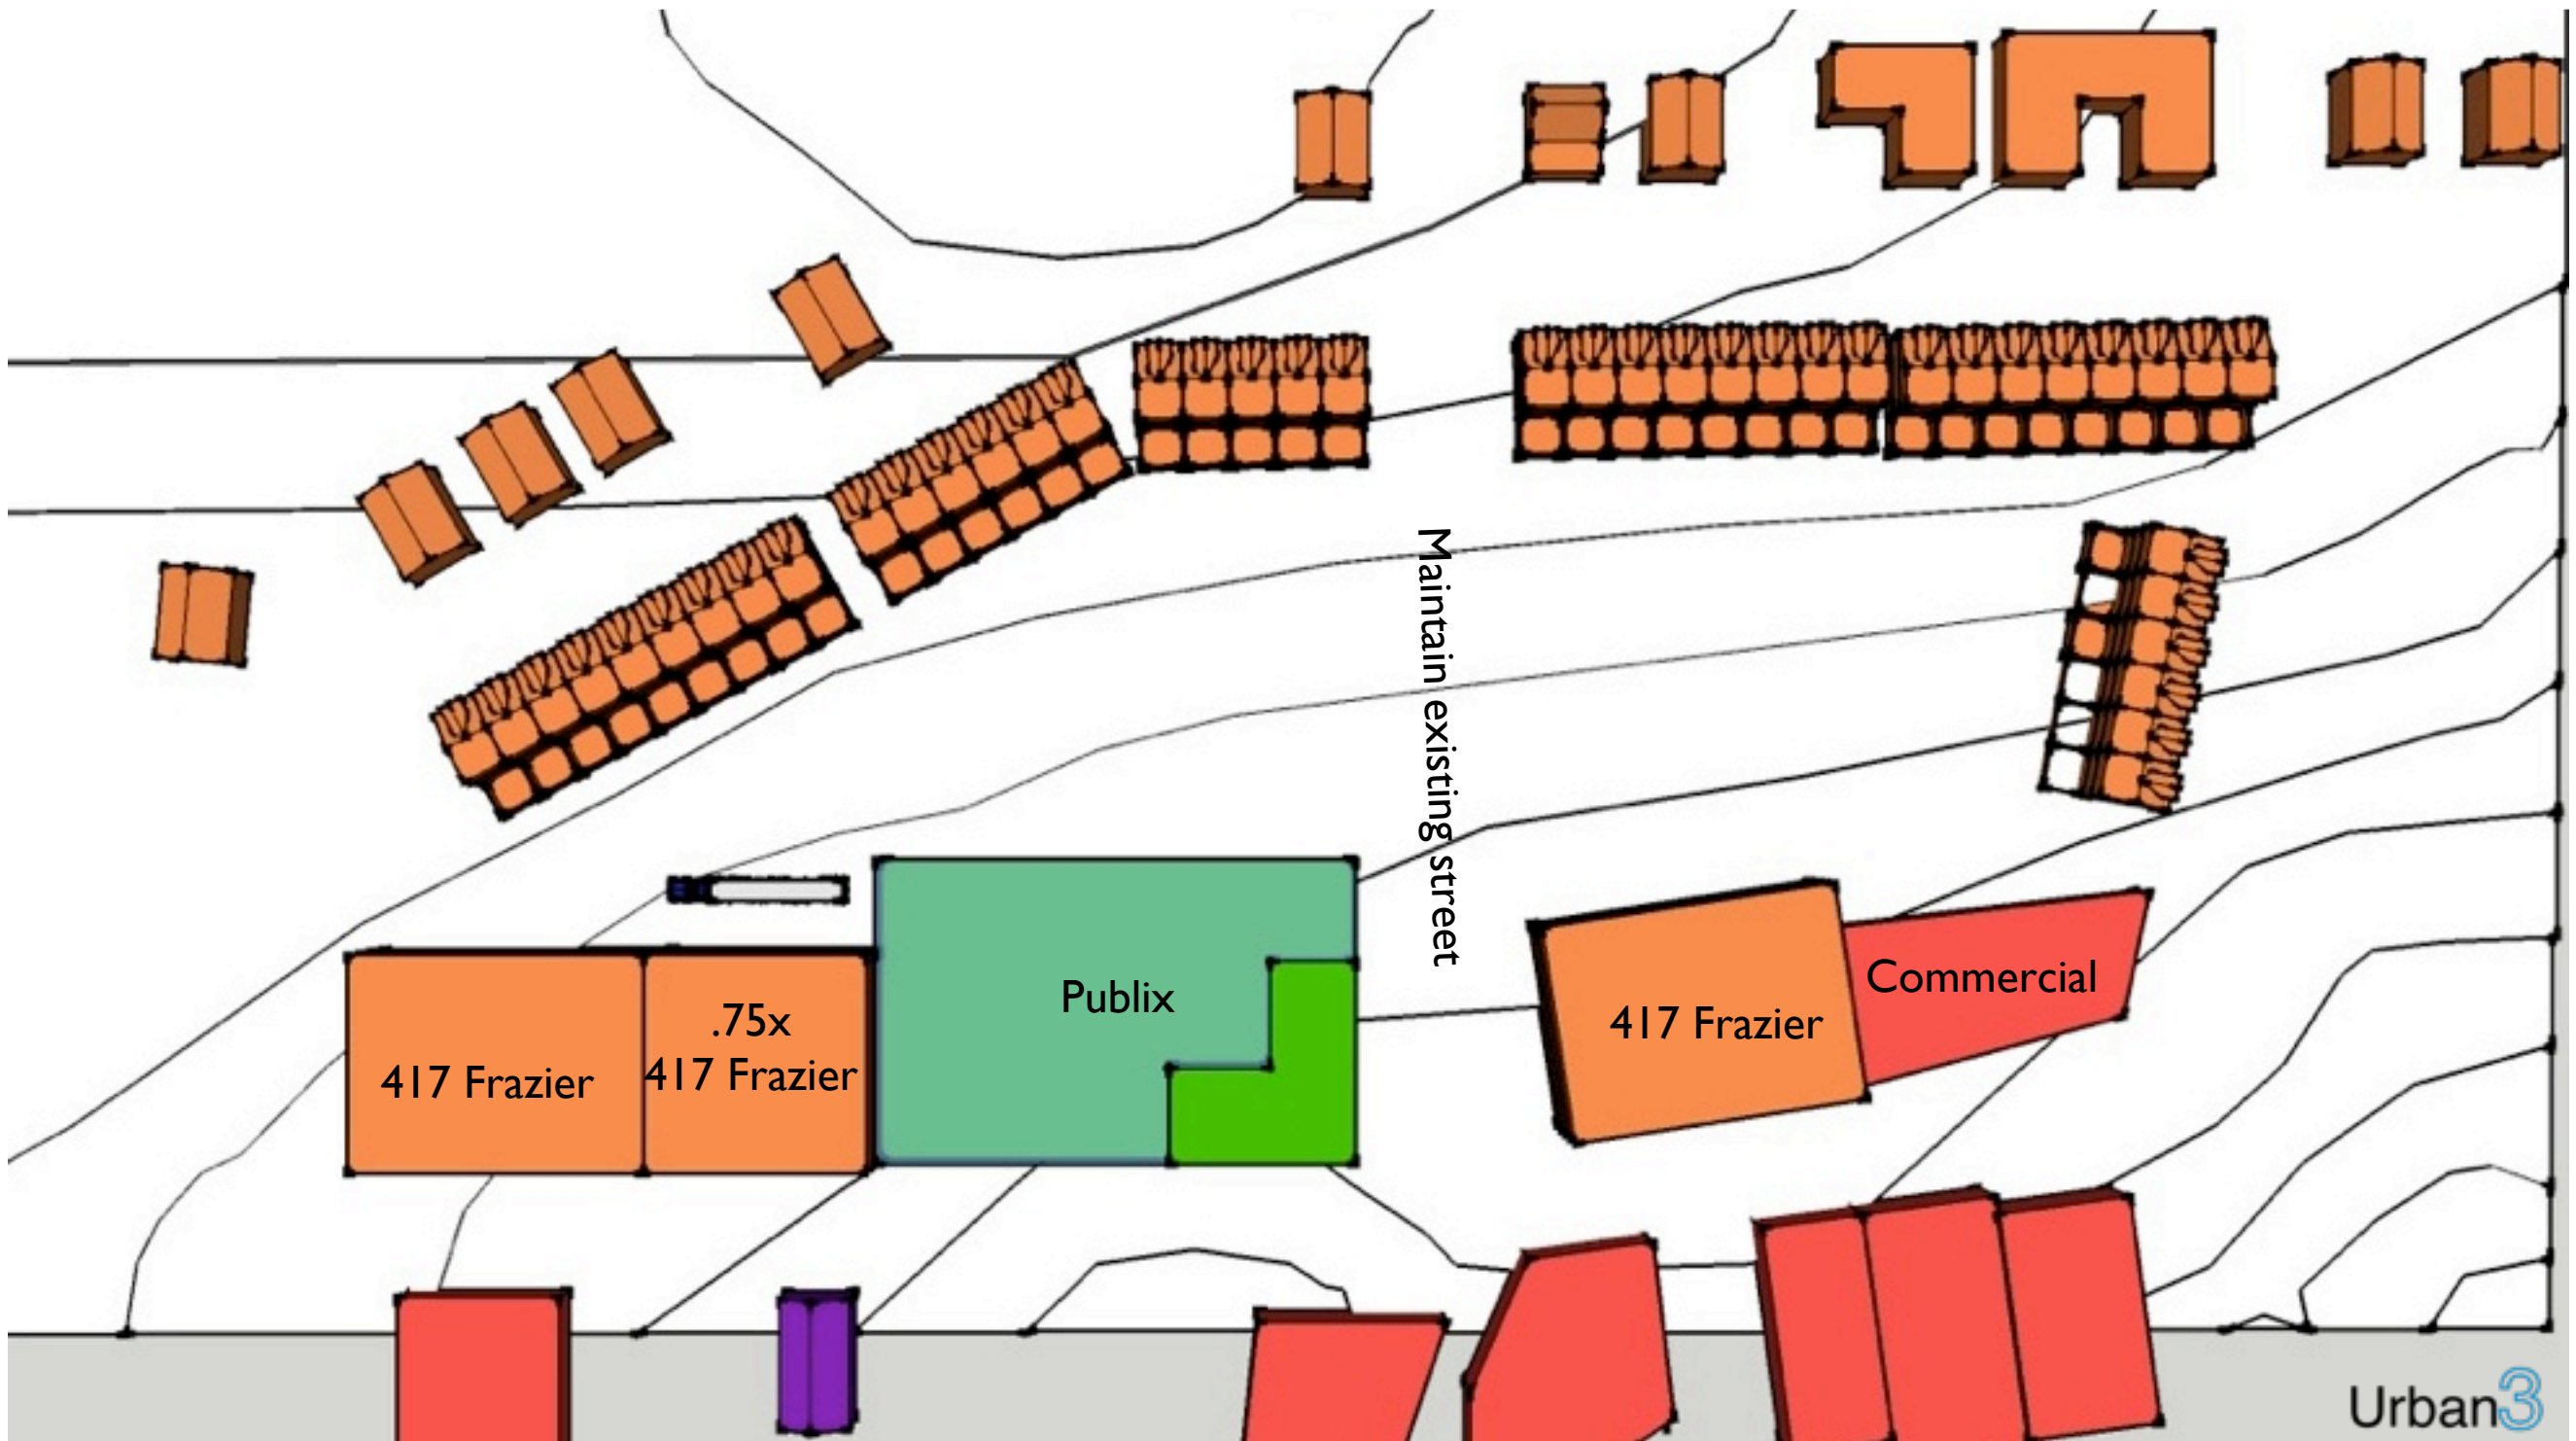 Maintain existing street
Publix
Commercial
.75x
417 Frazier
417 Frazier
417 Frazier
Urban3